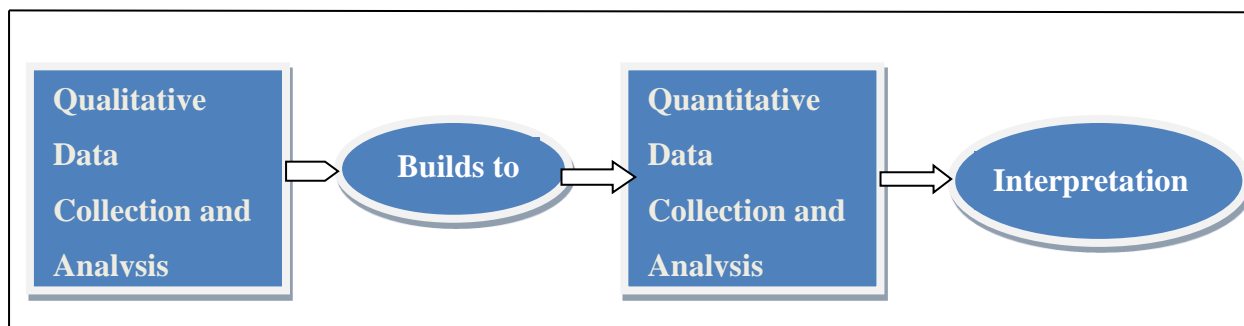 Qualitative
Data
Collection and
Analysis
Builds to
Quantitative
Data
Collection and
Analysis
Interpretation